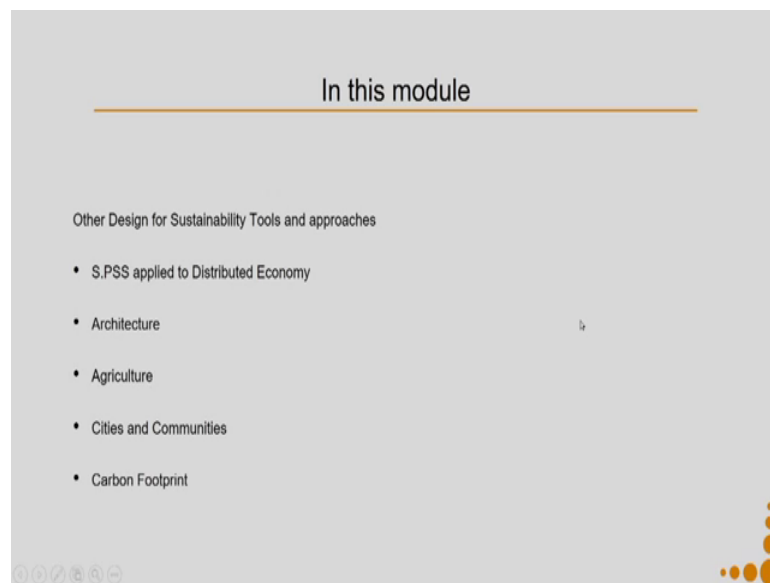 In this module
Other Design for Sustainability Tools and approaches
• S.PSS applied to Distributed Economy
• Architecture
• Agriculture
• Cities and Communities
• Carbon Footprint